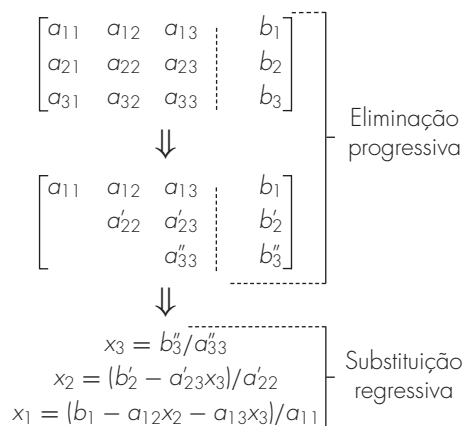 a11 a12 a13 b1
a21 a22 a23 b2
a31 a32 a33 b3
Eliminação
progressiva
⇓
a11 a12 a13 b1
a′22 a′23 b′2
a″33 b″3
⇓
x3 = b″3/a″33
x2 = (b′2 − a′23x3)/a′22
x1 = (b1 − a12x2 − a13x3)/a11
Substituição
regressiva